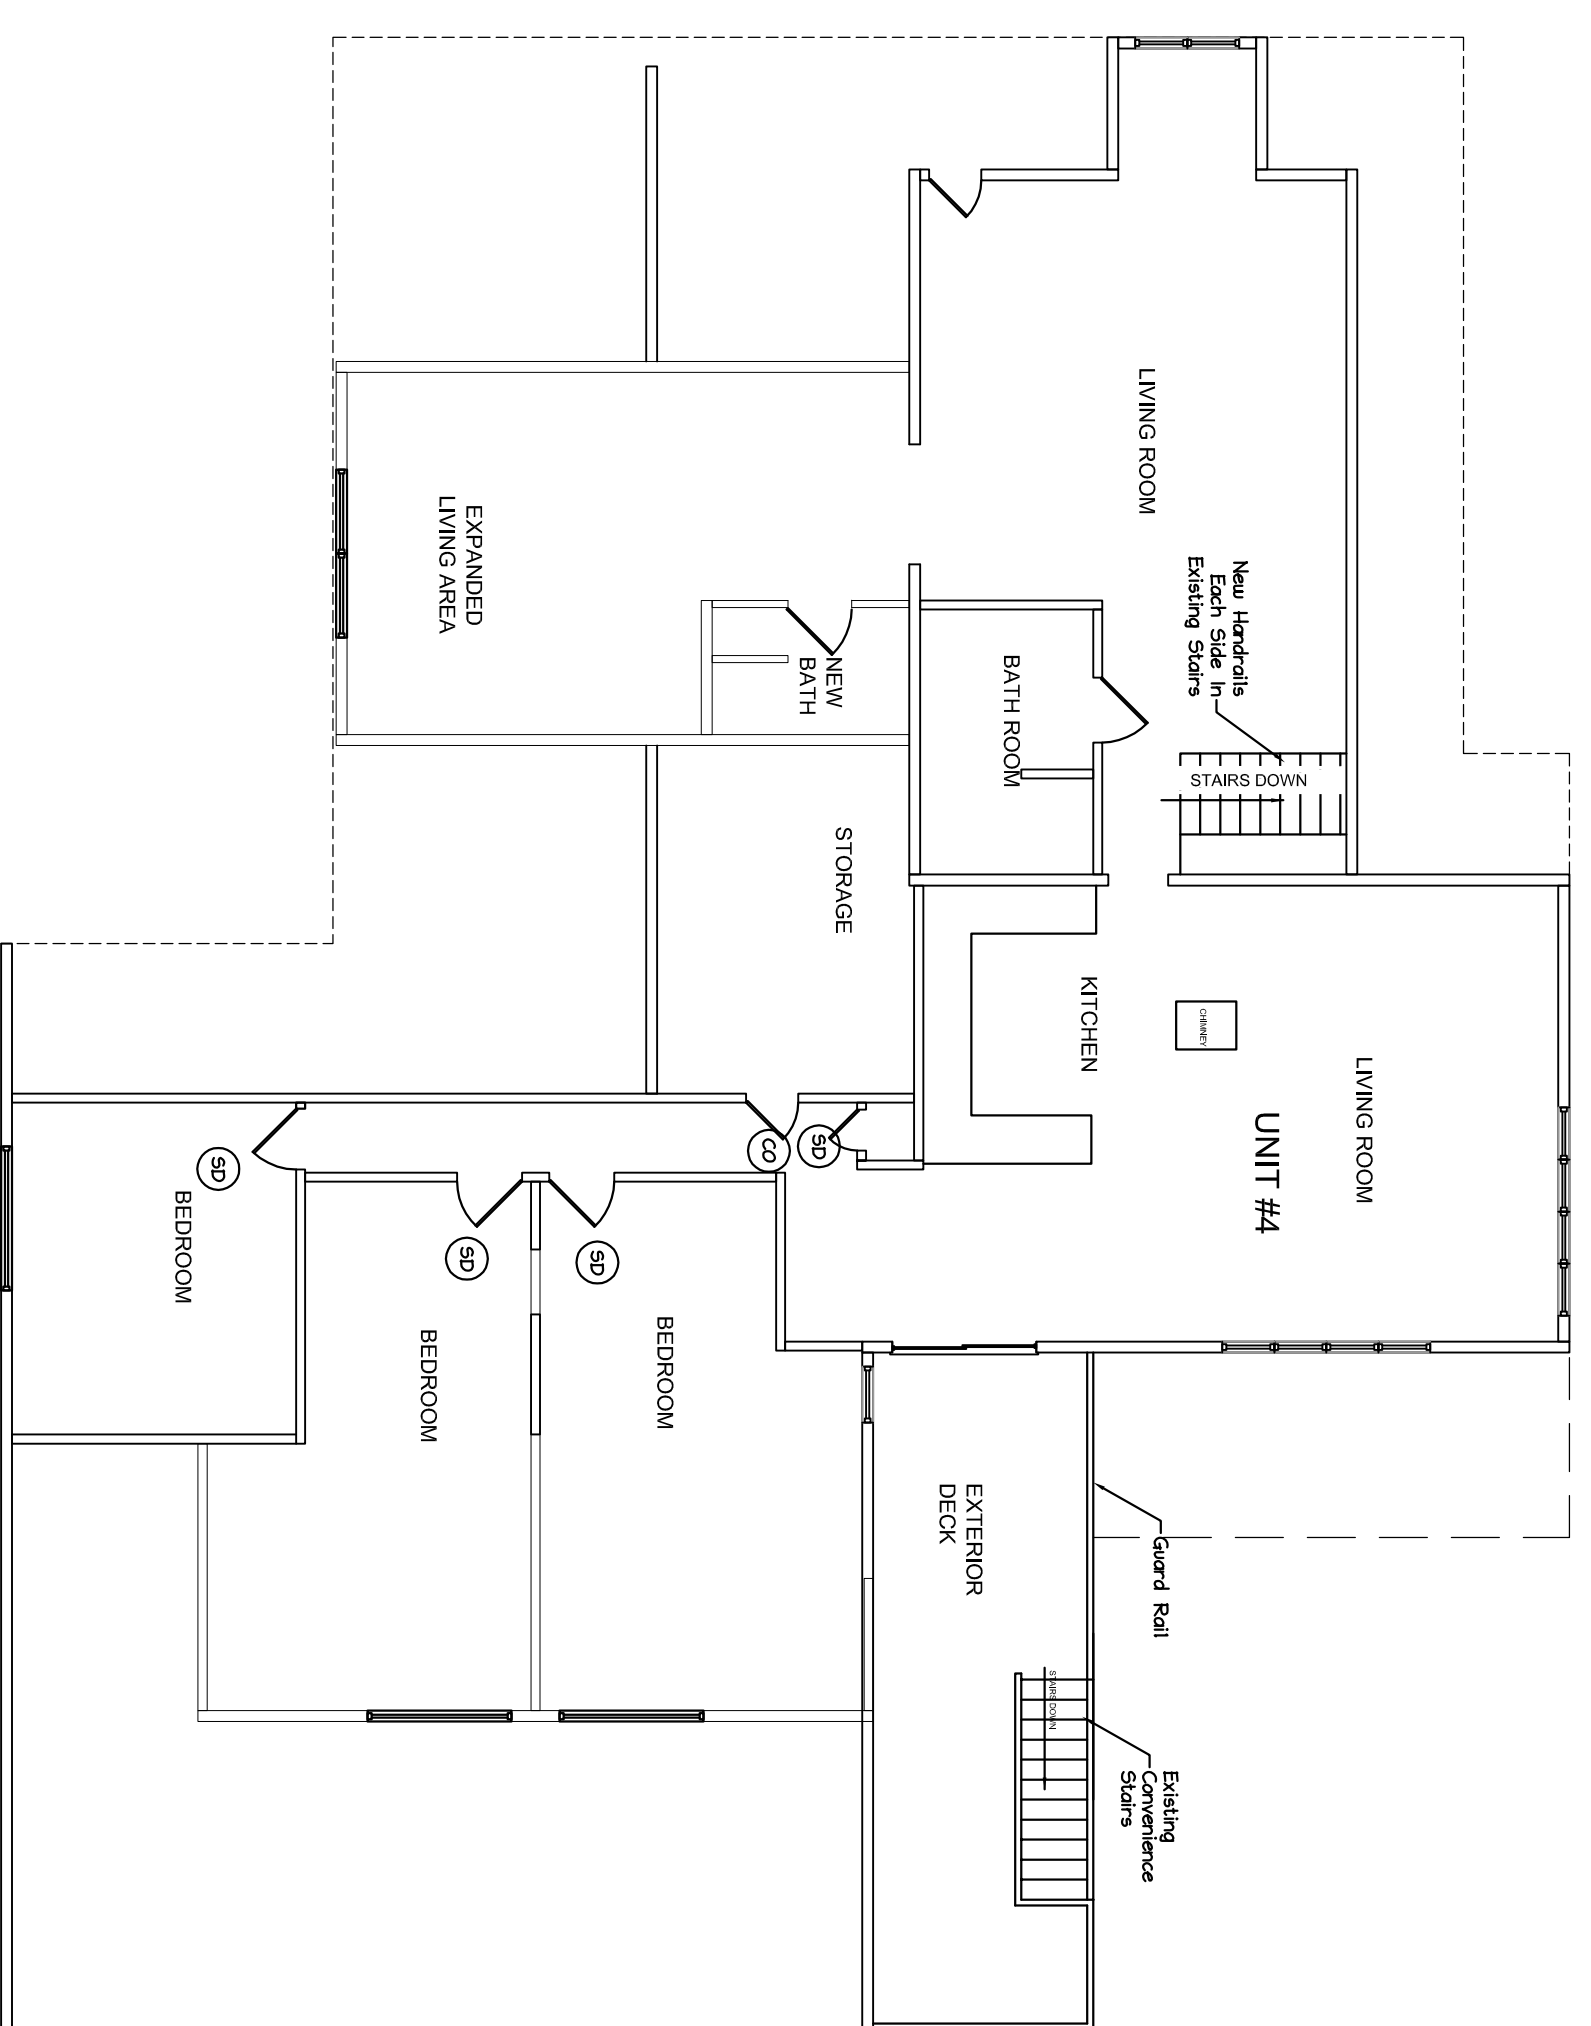 LIVING ROOM
New Handrails
Each Side In
Existing Stairs
STAIRS DOWN
BATH ROOM
EXPANDED
LIVING AREA
NEW
BATH
STORAGE
KITCHEN
CHIMNEY
LIVING ROOM
UNIT #4
SD
CO
SD
BEDROOM
SD
BEDROOM
SD
BEDROOM
EXTERIOR
DECK
Guard Rail
STAIRS DOWN
Existing
Convenience
Stairs